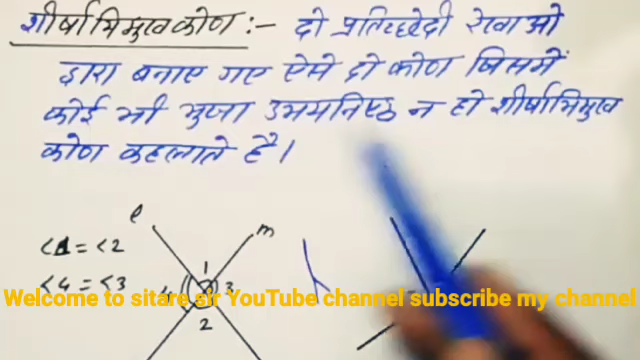 शीर्षाभिमुख कोण :- दो प्रतिच्छेदी रेखाओ
द्वारा बनाए गए ऐसे दो कोण जिसमें
कोई भी भुजा उभयनिष्ठ न हो शीर्षाभिमुख
कोण कहलाते है।
l
m
<1 = <2
<4 = <3
1
4
3
2
Welcome to sitare sir YouTube channel subscribe my channel